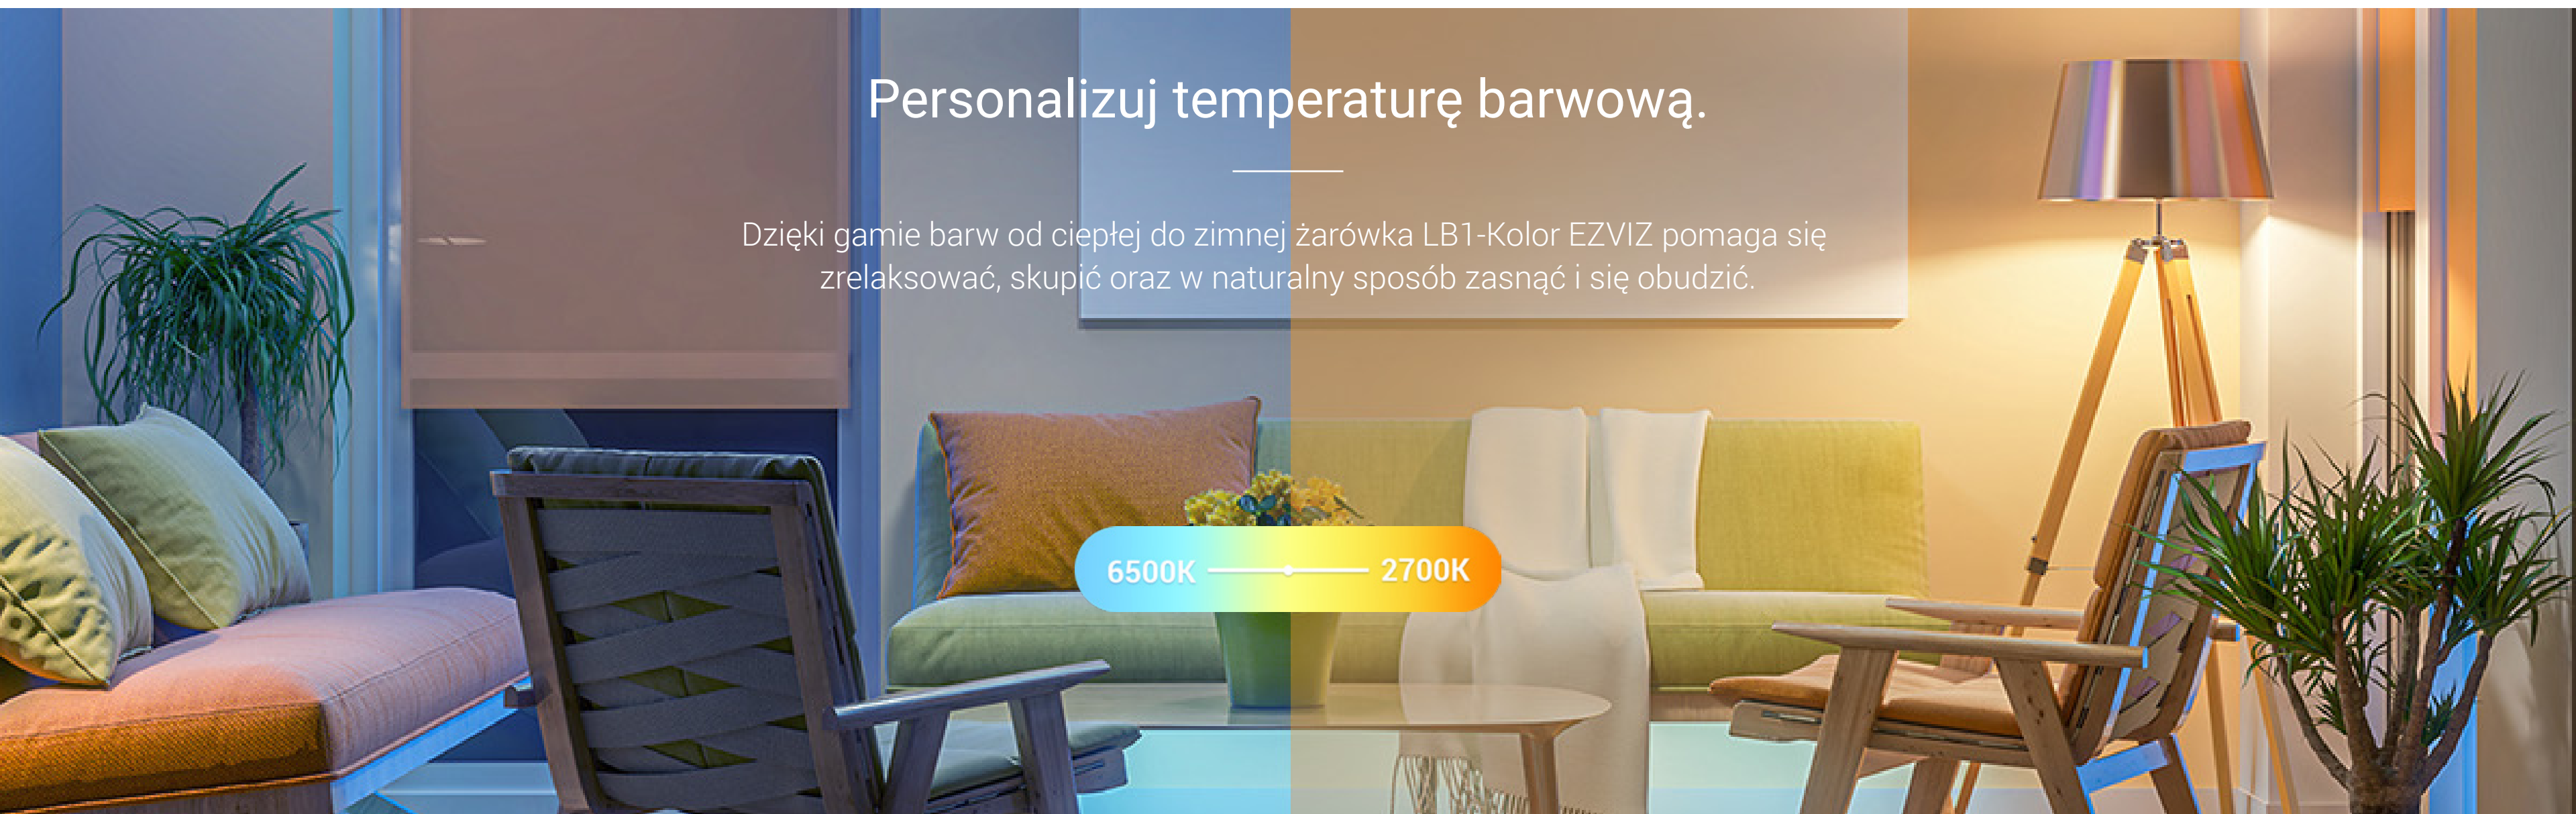 Personalizuj temperaturę barwową.
Dzięki gamie barw od ciepłej do zimnej żarówka LB1-Kolor EZVIZ pomaga się
zrelaksować, skupić oraz w naturalny sposób zasnąć i się obudzić.
6500K 2700K